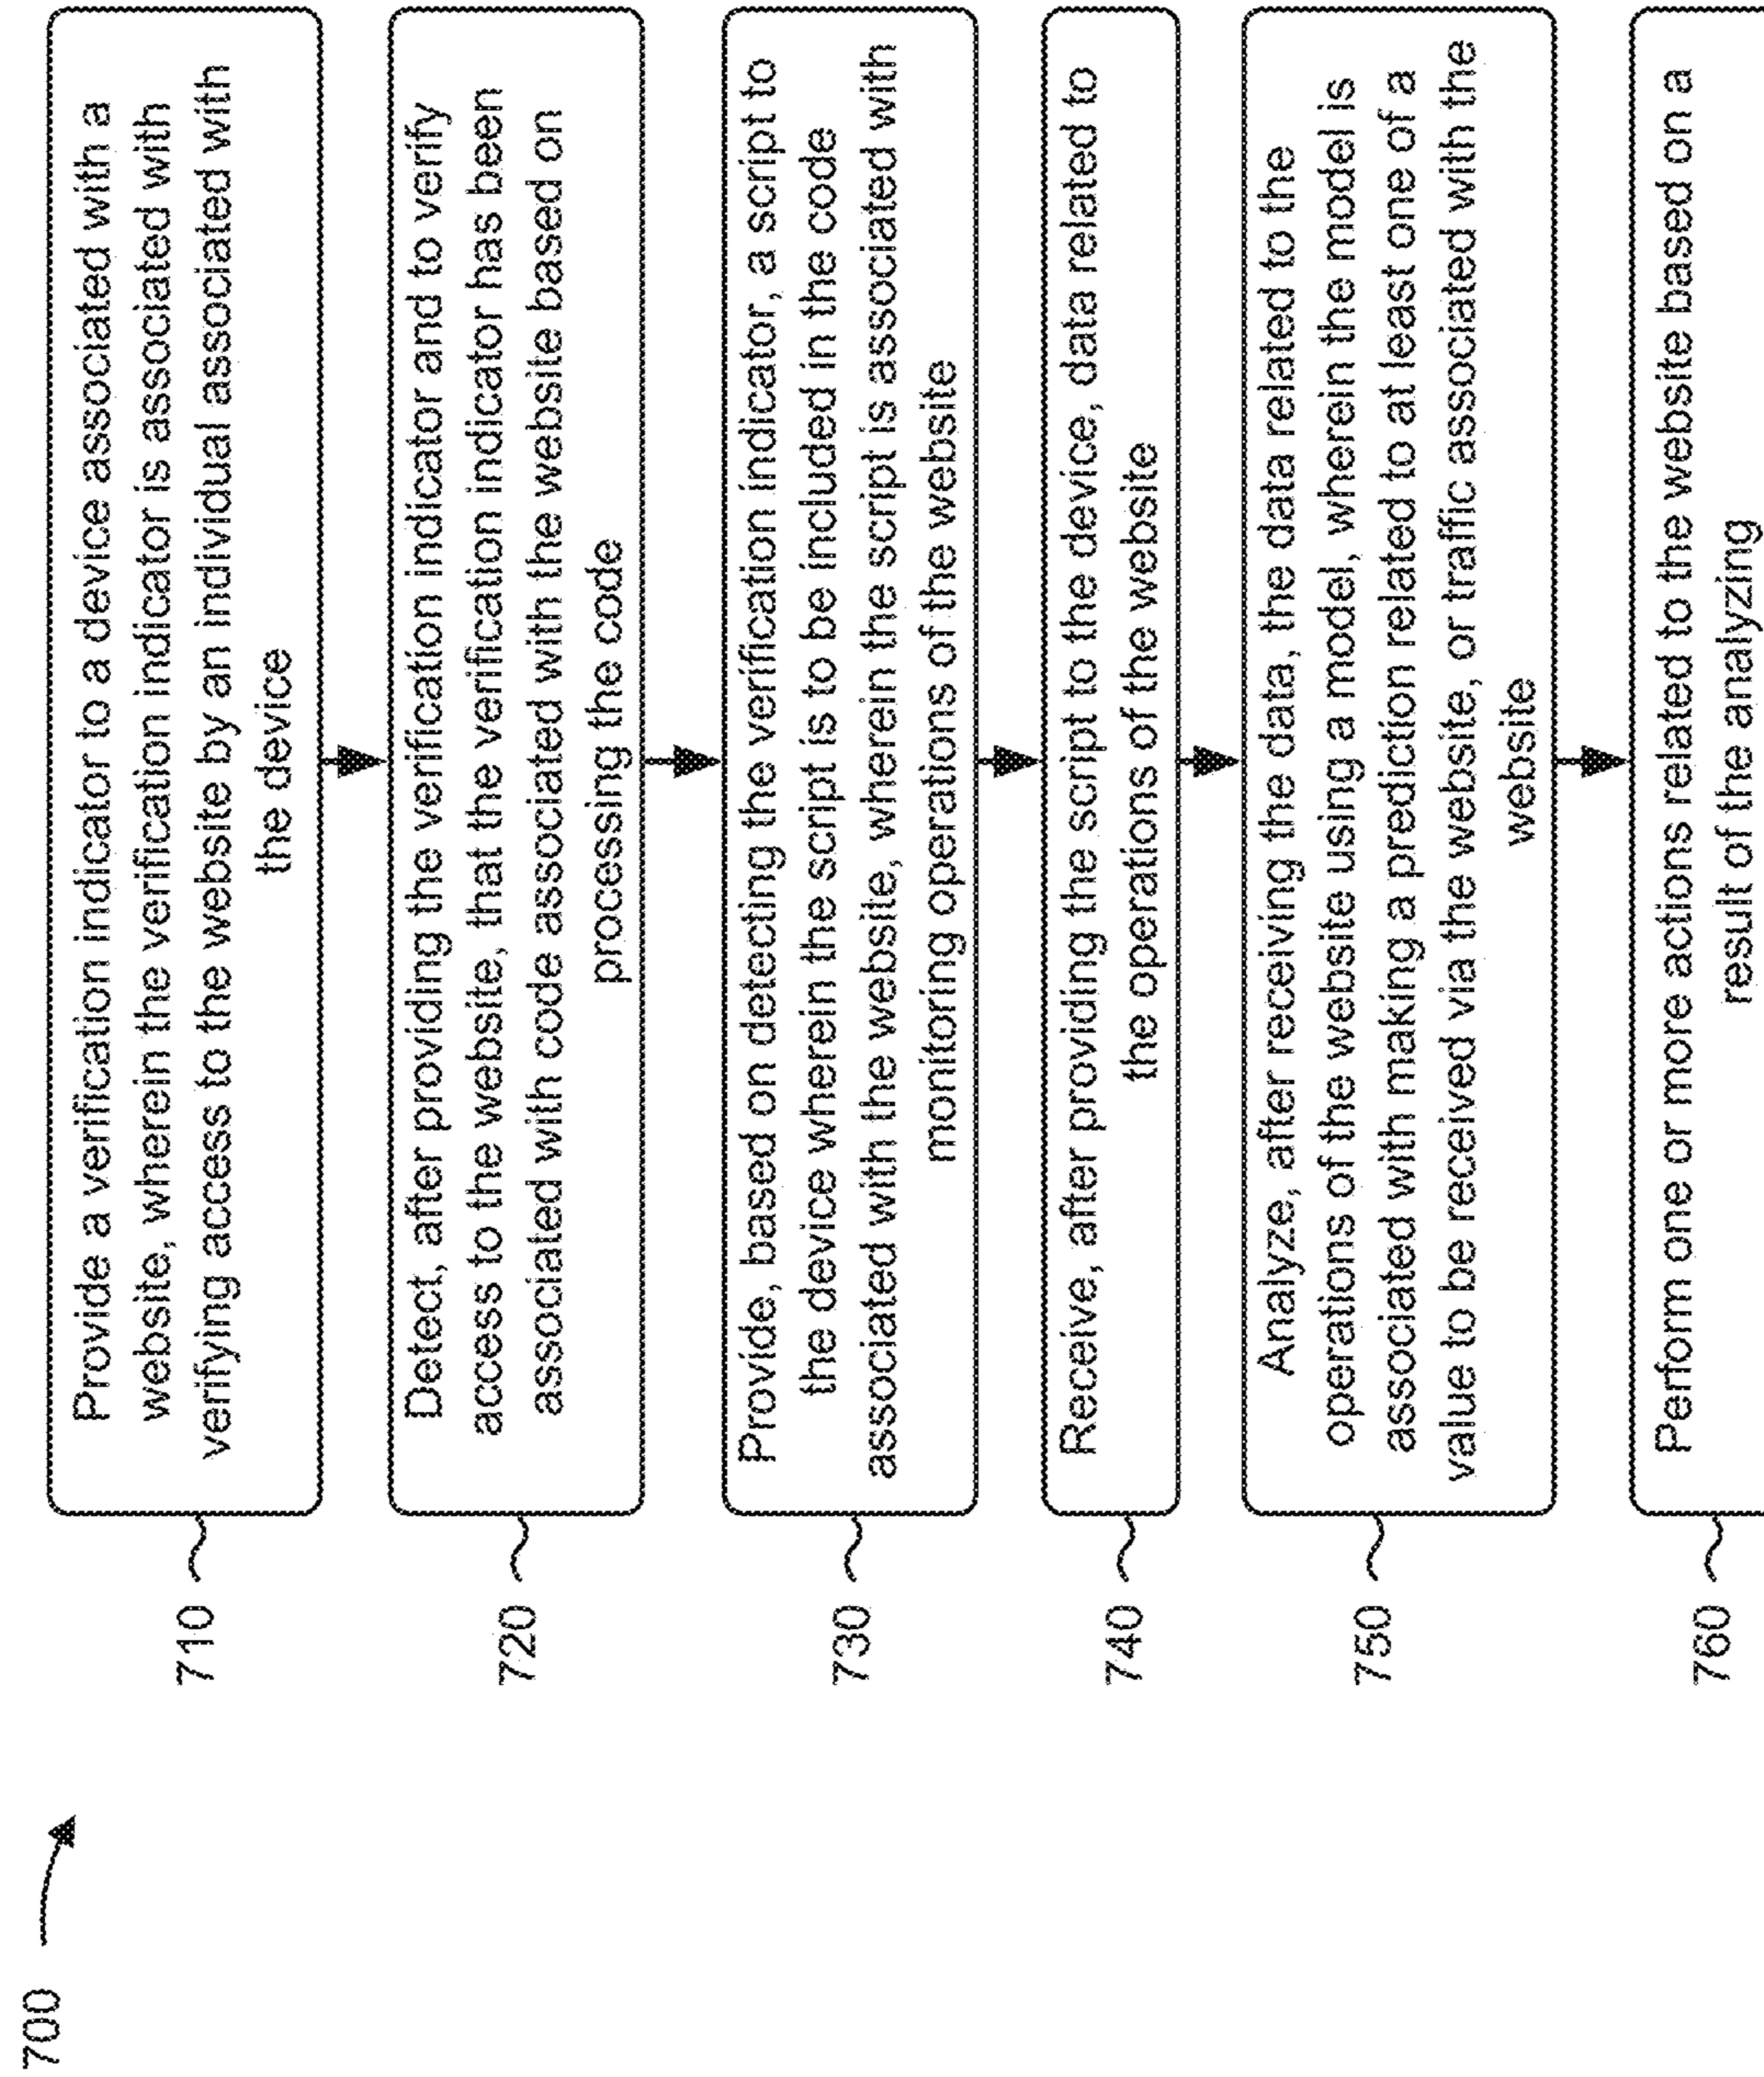 700
710
Provide a verification indicator to a device associated with a
website, wherein the verification indicator is associated with
verifying access to the website by an individual associated with
the device
720
Detect, after providing the verification indicator and to verify
access to the website, that the verification indicator has been
associated with code associated with the website based on
processing the code
730
Provide, based on detecting the verification indicator, a script to
the device wherein the script is to be included in the code
associated with the website, wherein the script is associated with
monitoring operations of the website
740
Receive, after providing the script to the device, data related to
the operations of the website
750
Analyze, after receiving the data, the data related to the
operations of the website using a model, wherein the model is
associated with making a prediction related to at least one of a
value to be received via the website, or traffic associated with the
website
760
Perform one or more actions related to the website based on a
result of the analyzing